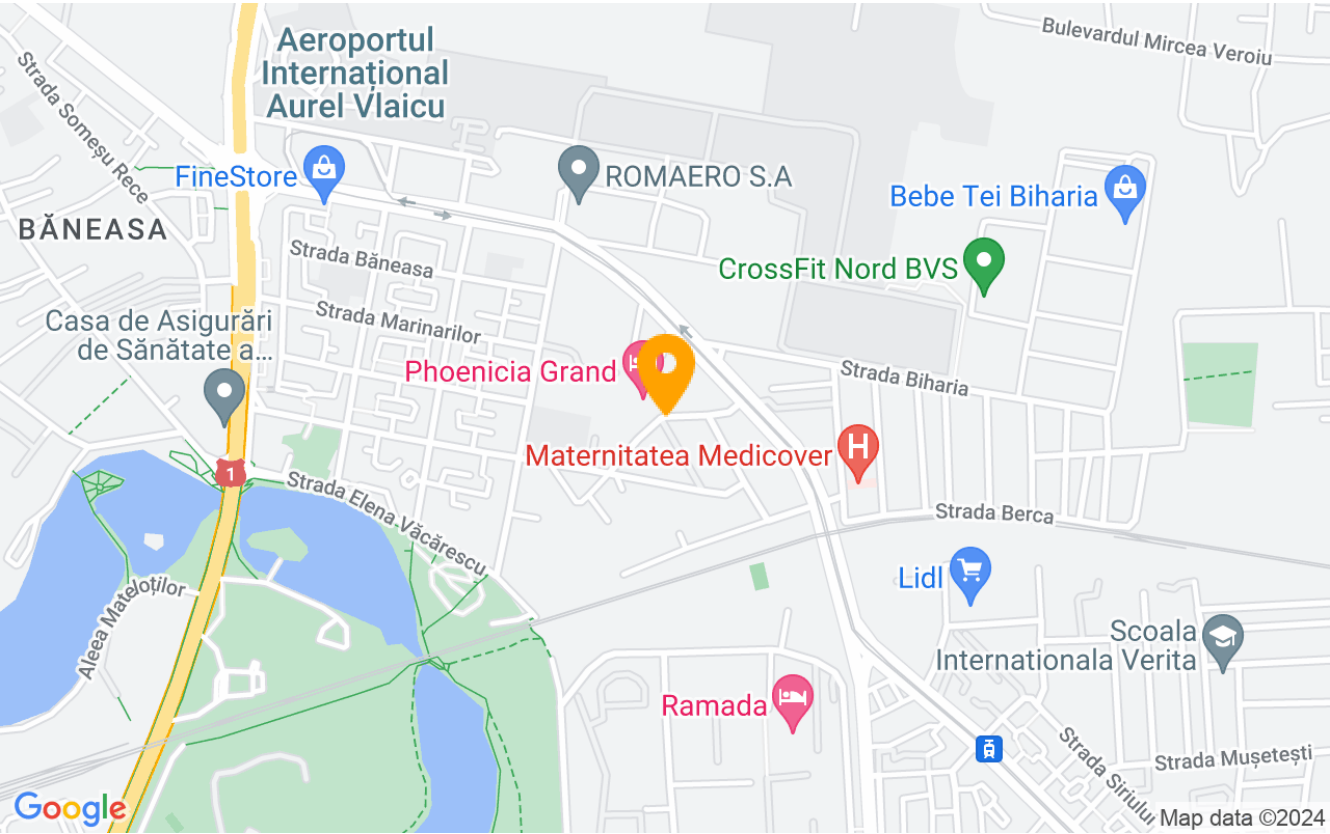 Bulevardul Mircea Veroiu
Aeroportul
Internațional
Aurel Vlaicu
Strada Someșu Rece
FineStore
ROMAERO S.A
Bebe Tei Biharia
BĂNEASA
Strada Băneasa
CrossFit Nord BVS
Casa de Asigurări
de Sănătate a...
Strada Marinarilor
Phoenicia Grand
Strada Biharia
Maternitatea Medicover
H
1
Strada Elena Văcărescu
Strada Berca
Aleea Mateloților
Lidl
Scoala
Internationala Verita
Ramada
Strada Siriului
Strada Mușetești
Google
Map data ©2024